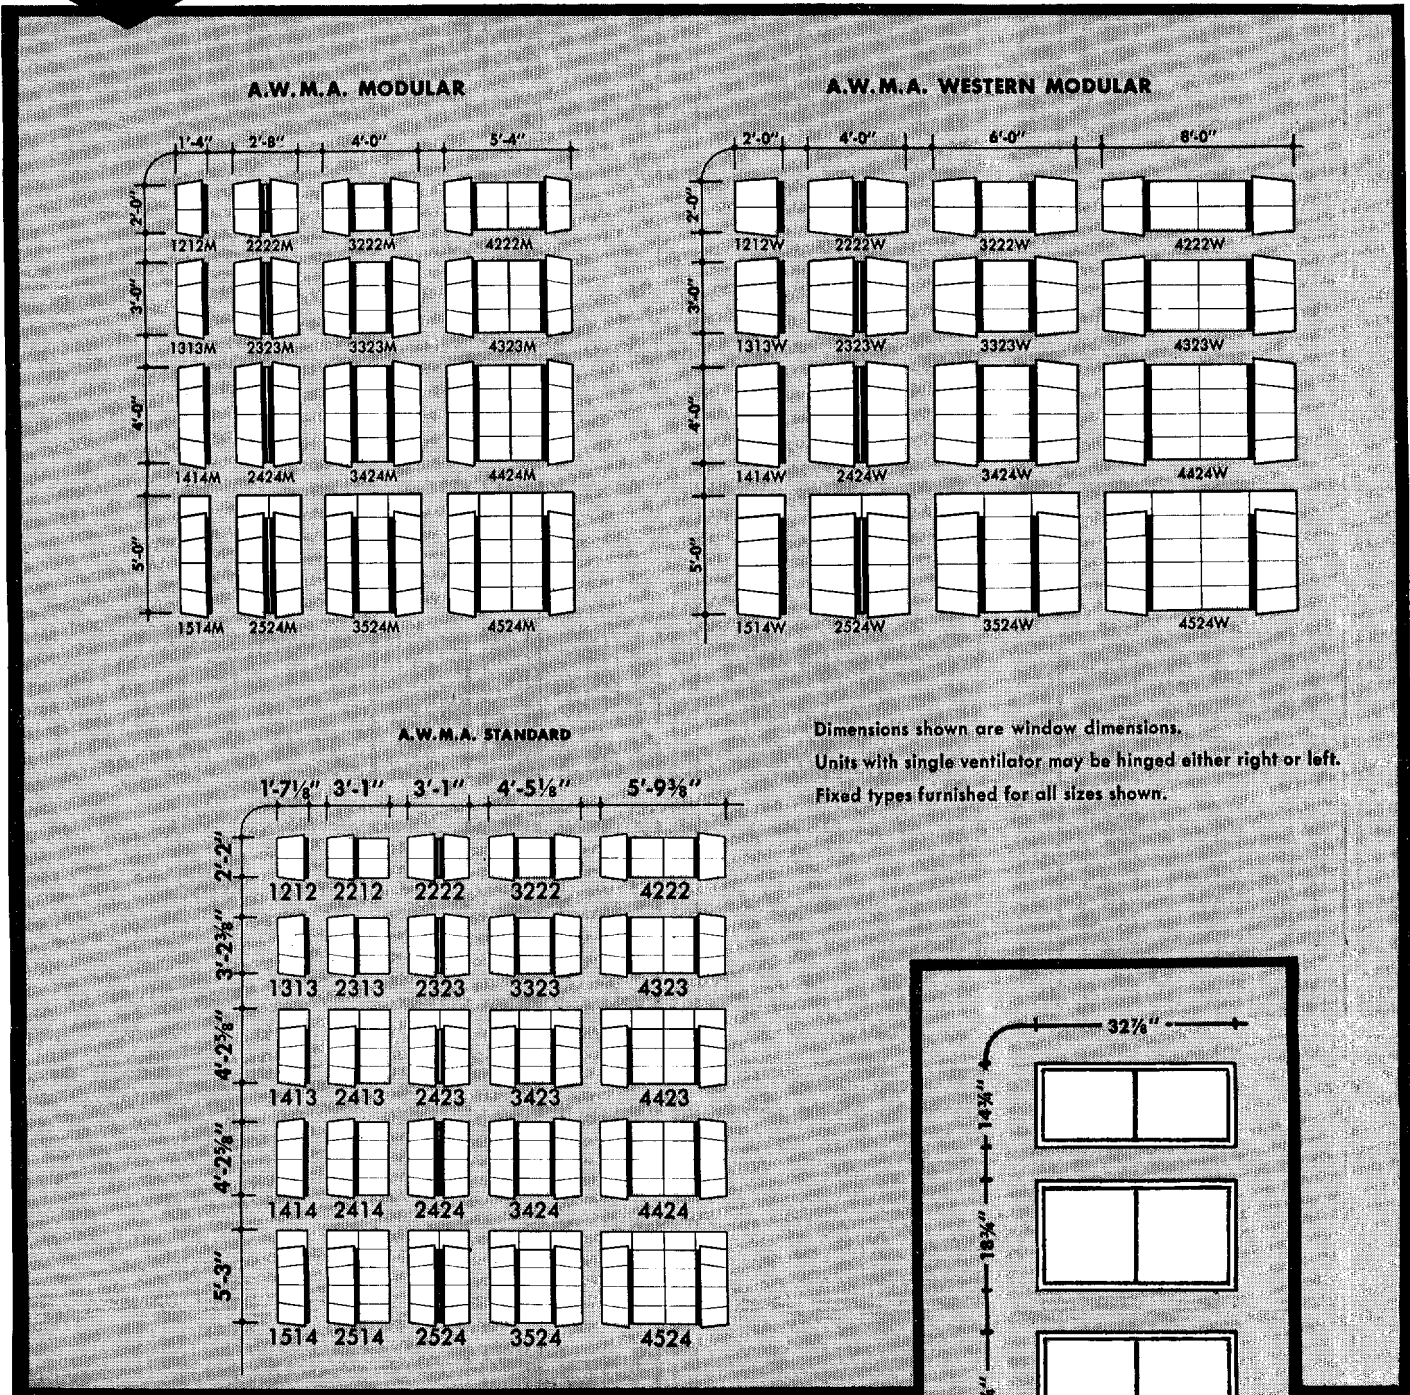 A.W.M.A. MODULAR
1'-4" 2'-8" 4'-0" 5'-4"
2'-0"
1212M 2222M 3222M 4222M
3'-0"
1313M 2323M 3323M 4323M
4'-0"
1414M 2424M 3424M 4424M
5'-0"
1514M 2524M 3524M 4524M
A.W.M.A. WESTERN MODULAR
2'-0" 4'-0" 6'-0" 8'-0"
2'-0"
1212W 2222W 3222W 4222W
3'-0"
1313W 2323W 3323W 4323W
4'-0"
1414W 2424W 3424W 4424W
5'-0"
1514W 2524W 3524W 4524W
A.W.M.A. STANDARD
1'-7⅛" 3'-1" 3'-1" 4'-5⅛" 5'-9⅜"
2'-2"
1212 2212 2222 3222 4222
3'-2⅜"
1313 2313 2323 3323 4323
4'-2⅝"
1413 2413 2423 3423 4423
4'-2⅝"
1414 2414 2424 3424 4424
5'-3"
1514 2514 2524 3524 4524
Dimensions shown are window dimensions.
Units with single ventilator may be hinged either right or left.
Fixed types furnished for all sizes shown.
32⅞"
14¾"
18¾"